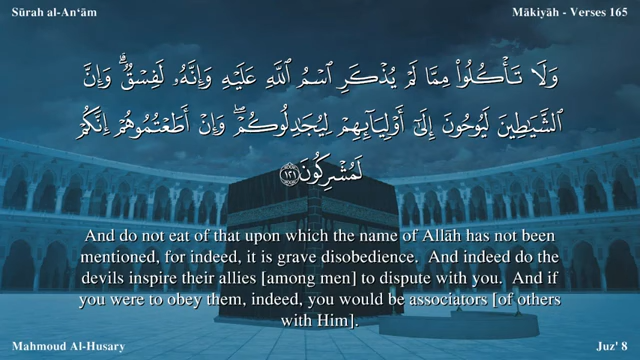 Sūrah al-An‘ām
Mākiyāh - Verses 165
وَلَا تَأْكُلُوا۟ مِمَّا لَمْ يُذْكَرِ ٱسْمُ ٱللَّهِ عَلَيْهِ وَإِنَّهُۥ لَفِسْقٌ ۗ وَإِنَّ
ٱلشَّيَـٰطِينَ لَيُوحُونَ إِلَىٰٓ أَوْلِيَآئِهِمْ لِيُجَـٰدِلُوكُمْ ۖ وَإِنْ أَطَعْتُمُوهُمْ إِنَّكُمْ
لَمُشْرِكُونَ ١٢١
And do not eat of that upon which the name of Allāh has not been
mentioned, for indeed, it is grave disobedience. And indeed do the
devils inspire their allies [among men] to dispute with you. And if
you were to obey them, indeed, you would be associators [of others
with Him].
Mahmoud Al-Husary
Juz' 8